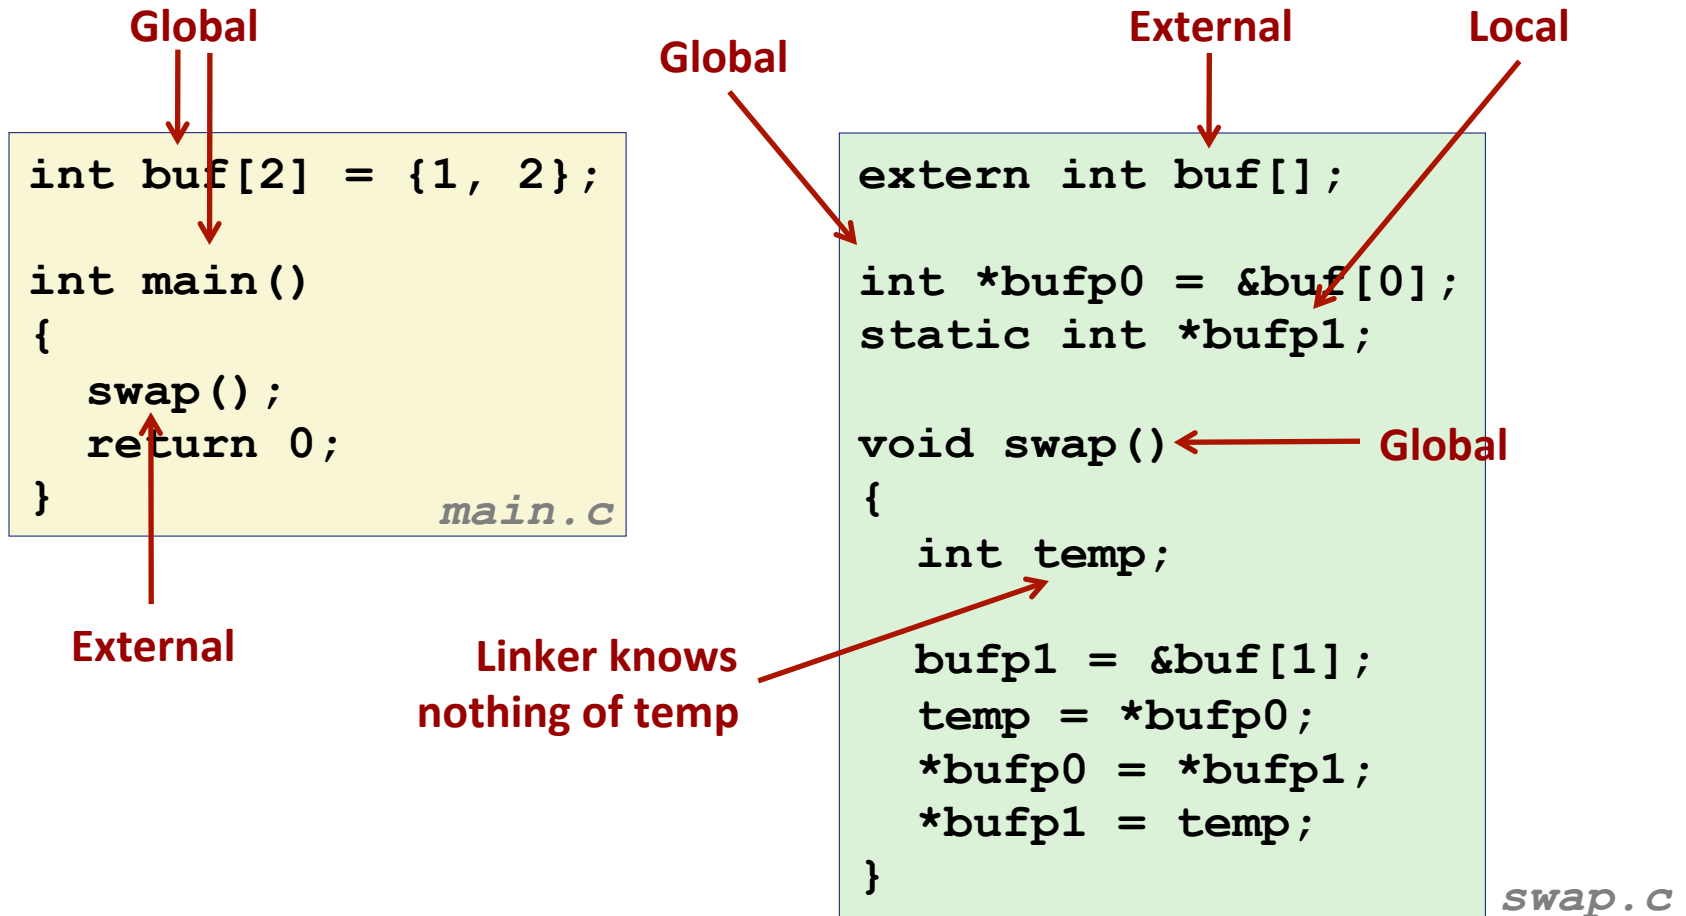 Global
int buf[2] = {1, 2};
int main()
{
swap();
return 0;
}
main.c
External
Global
External
Local
extern int buf[];
int *bufp0 = &buf[0];
static int *bufp1;
void swap()
Global
{
int temp;
Linker knows
nothing of temp
bufp1 = &buf[1];
temp = *bufp0;
*bufp0 = *bufp1;
*bufp1 = temp;
}
swap.c